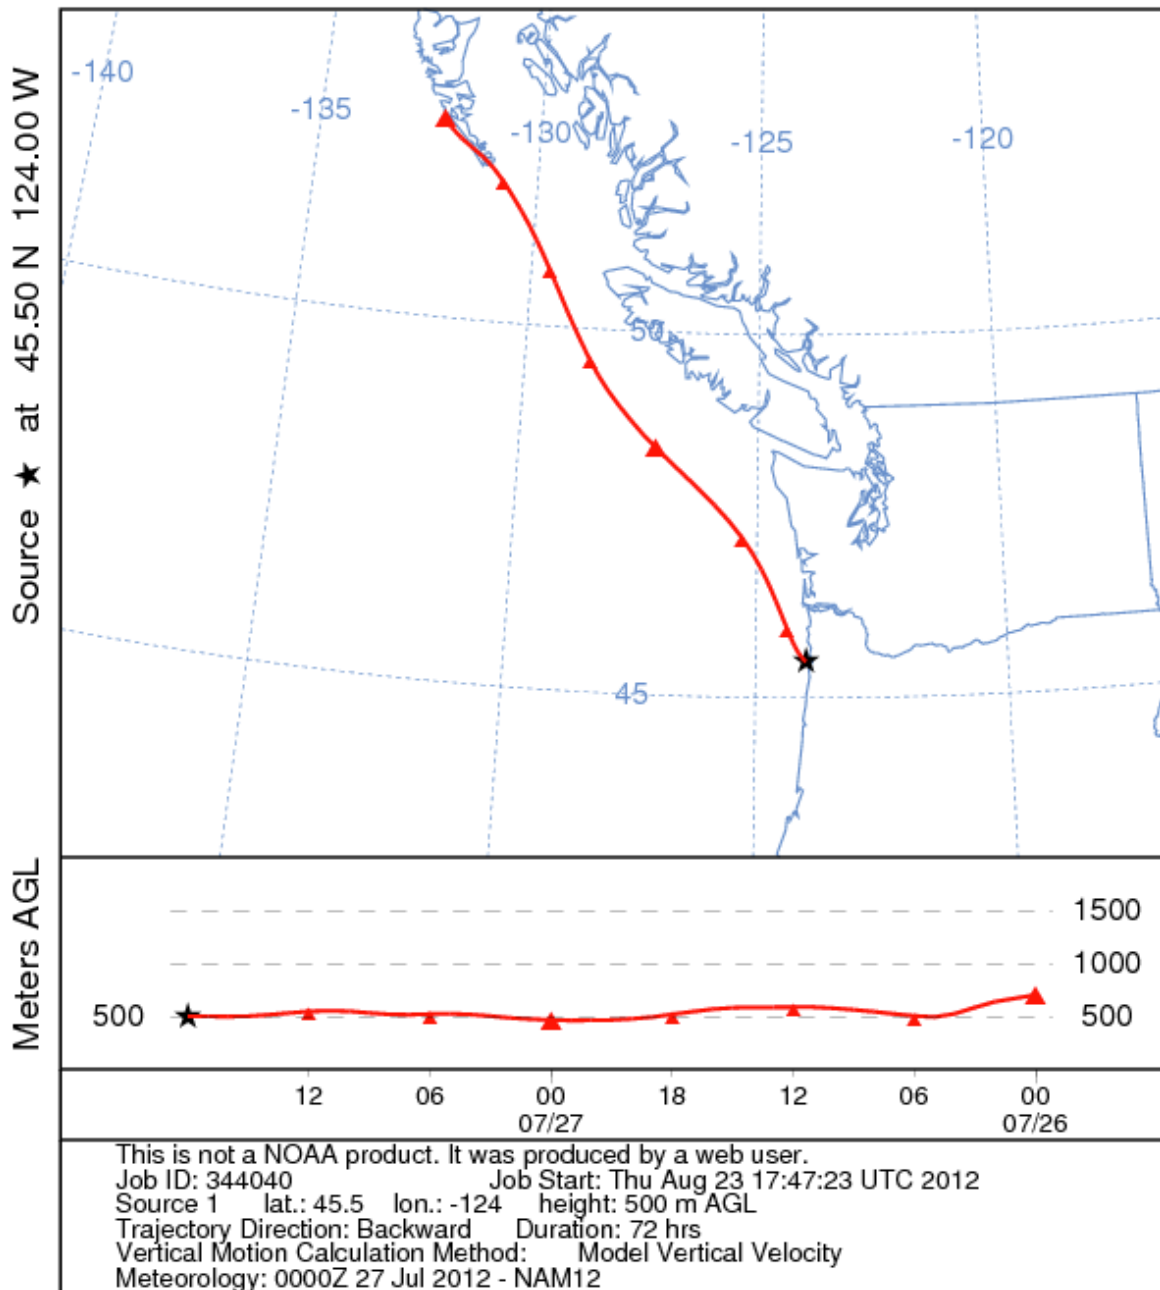 Source ★ at 45.50 N 124.00 W
-140
-135
-130
-125
-120
50
45
Meters AGL
1500
1000
500
500
12 06 00 18 12 06 00
07/27 07/26
This is not a NOAA product. It was produced by a web user.
Job ID: 344040 Job Start: Thu Aug 23 17:47:23 UTC 2012
Source 1 lat.: 45.5 lon.: -124 height: 500 m AGL
Trajectory Direction: Backward Duration: 72 hrs
Vertical Motion Calculation Method: Model Vertical Velocity
Meteorology: 0000Z 27 Jul 2012 - NAM12